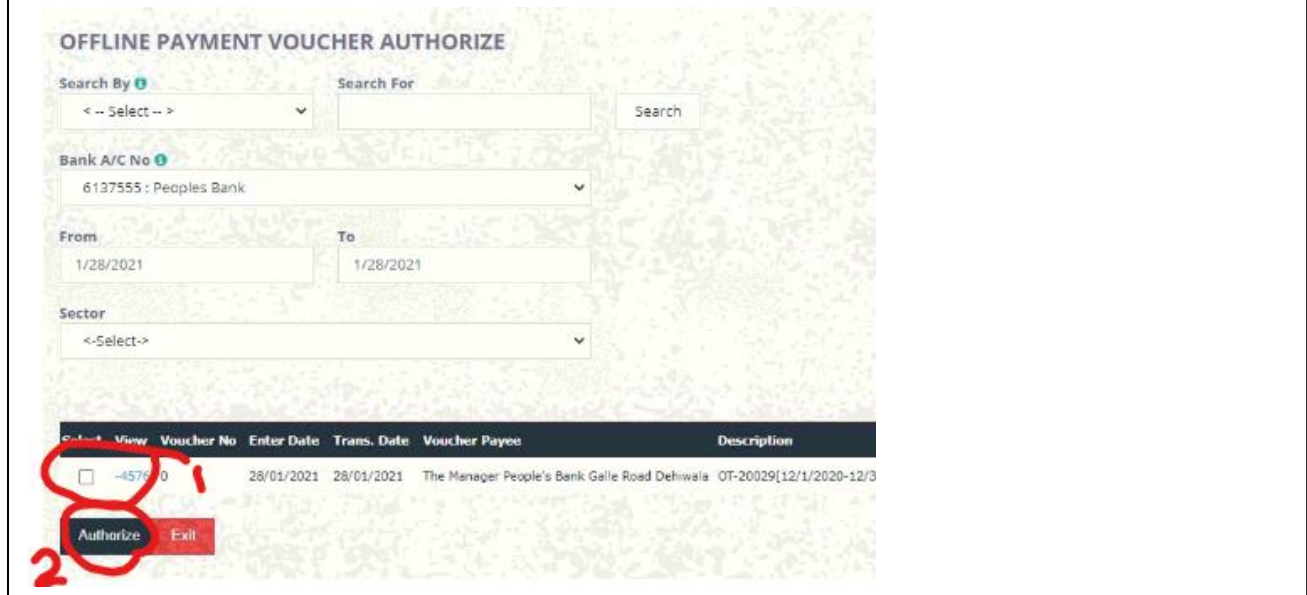 OFFLINE PAYMENT VOUCHER AUTHORIZE
Search By Search For
< -- Select -- > Search
Bank A/C No
6137555 : Peoples Bank
From To
1/28/2021 1/28/2021
Sector
<-Select->
Select View Voucher No Enter Date Trans. Date Voucher Payee Description
-4576 0 1 28/01/2021 28/01/2021 The Manager People's Bank Galle Road Dehiwala OT-20029[12/1/2020-12/3
Authorize Exit
2